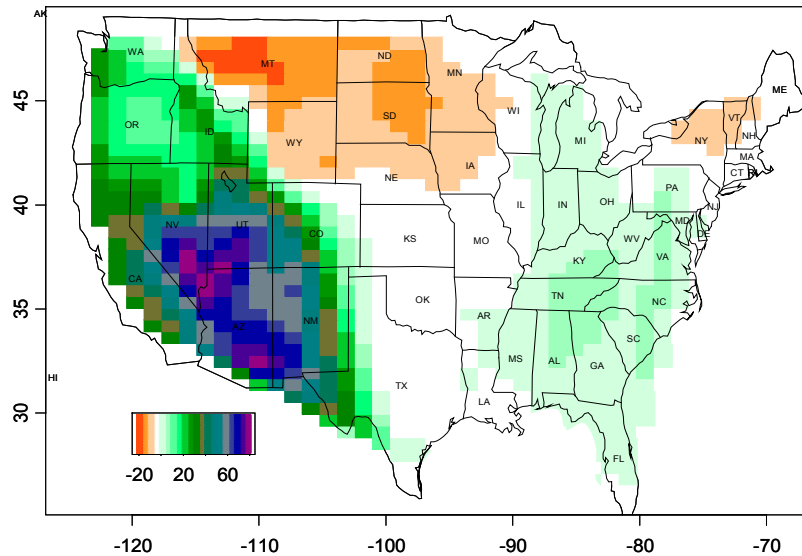 AK
WA
MT
ND
MN
ME
45
OR
ID
SD
WI
VT
NH
WY
NY
MI
MA
IA
CT RI
NE
PA
40
IL
IN
OH
NJ
NV
UT
MD
DE
CO
WV
KS
MO
VA
KY
CA
35
OK
TN
NC
AZ
NM
AR
SC
MS
AL
GA
HI
TX
LA
30
FL
-20 20 60
-120 -110 -100 -90 -80 -70